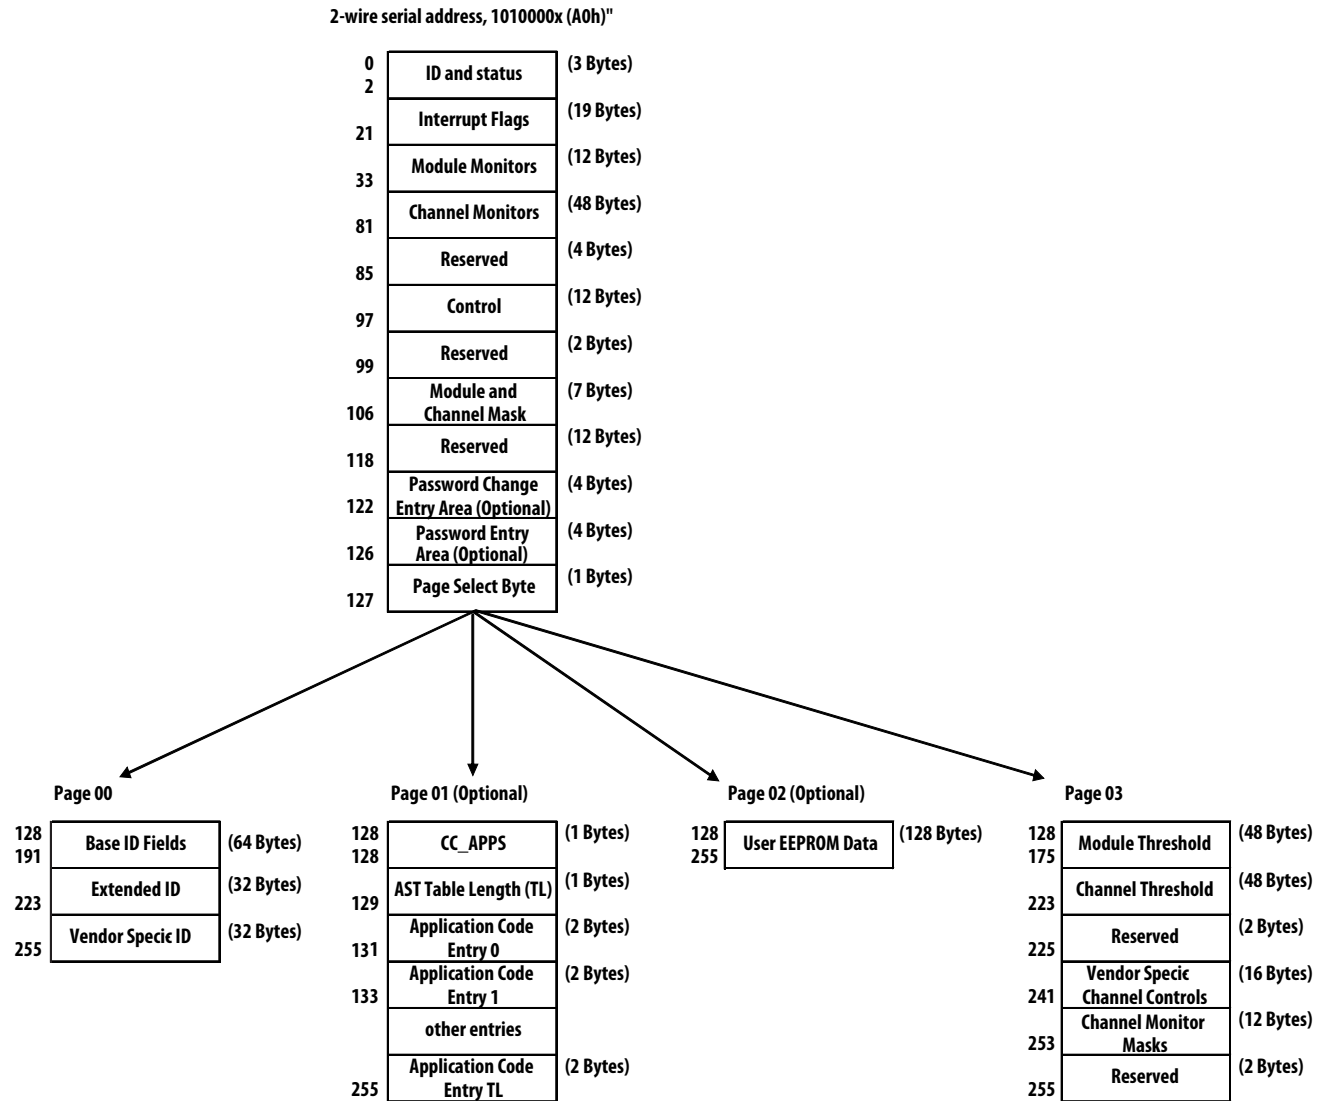 2-wire serial address, 1010000x (A0h)"
0
2
ID and status
(3 Bytes)
21
Interrupt Flags
(19 Bytes)
33
Module Monitors
(12 Bytes)
81
Channel Monitors
(48 Bytes)
85
Reserved
(4 Bytes)
97
Control
(12 Bytes)
99
Reserved
(2 Bytes)
106
Module and
Channel Mask
(7 Bytes)
118
Reserved
(12 Bytes)
122
Password Change
Entry Area (Optional)
(4 Bytes)
126
Password Entry
Area (Optional)
(4 Bytes)
127
Page Select Byte
(1 Bytes)
Page 00
128
191
Base ID Fields
(64 Bytes)
223
Extended ID
(32 Bytes)
255
Vendor Specic ID
(32 Bytes)
Page 01 (Optional)
128
128
CC_APPS
(1 Bytes)
129
AST Table Length (TL)
(1 Bytes)
131
Application Code
Entry 0
(2 Bytes)
133
Application Code
Entry 1
(2 Bytes)
other entries
255
Application Code
Entry TL
(2 Bytes)
Page 02 (Optional)
128
255
User EEPROM Data
(128 Bytes)
Page 03
128
175
Module Threshold
(48 Bytes)
223
Channel Threshold
(48 Bytes)
225
Reserved
(2 Bytes)
241
Vendor Specic
Channel Controls
(16 Bytes)
253
Channel Monitor
Masks
(12 Bytes)
255
Reserved
(2 Bytes)